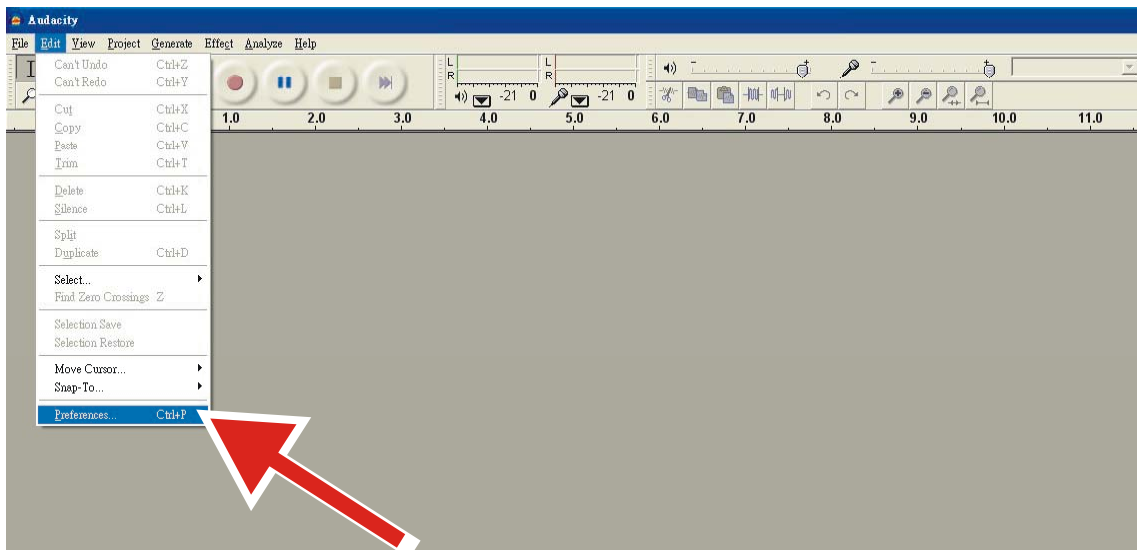 Audacity
File Edit View Project Generate Effect Analyze Help
Can't Undo Ctrl+Z
Can't Redo Ctrl+Y
Cut Ctrl+X
Copy Ctrl+C
Paste Ctrl+V
Trim Ctrl+T
Delete Ctrl+K
Silence Ctrl+L
Split
Duplicate Ctrl+D
Select...
Find Zero Crossings Z
Selection Save
Selection Restore
Move Cursor...
Snap-To...
Preferences... Ctrl+P
L L
R R
-21 0 -21 0
1.0 2.0 3.0 4.0 5.0 6.0 7.0 8.0 9.0 10.0 11.0